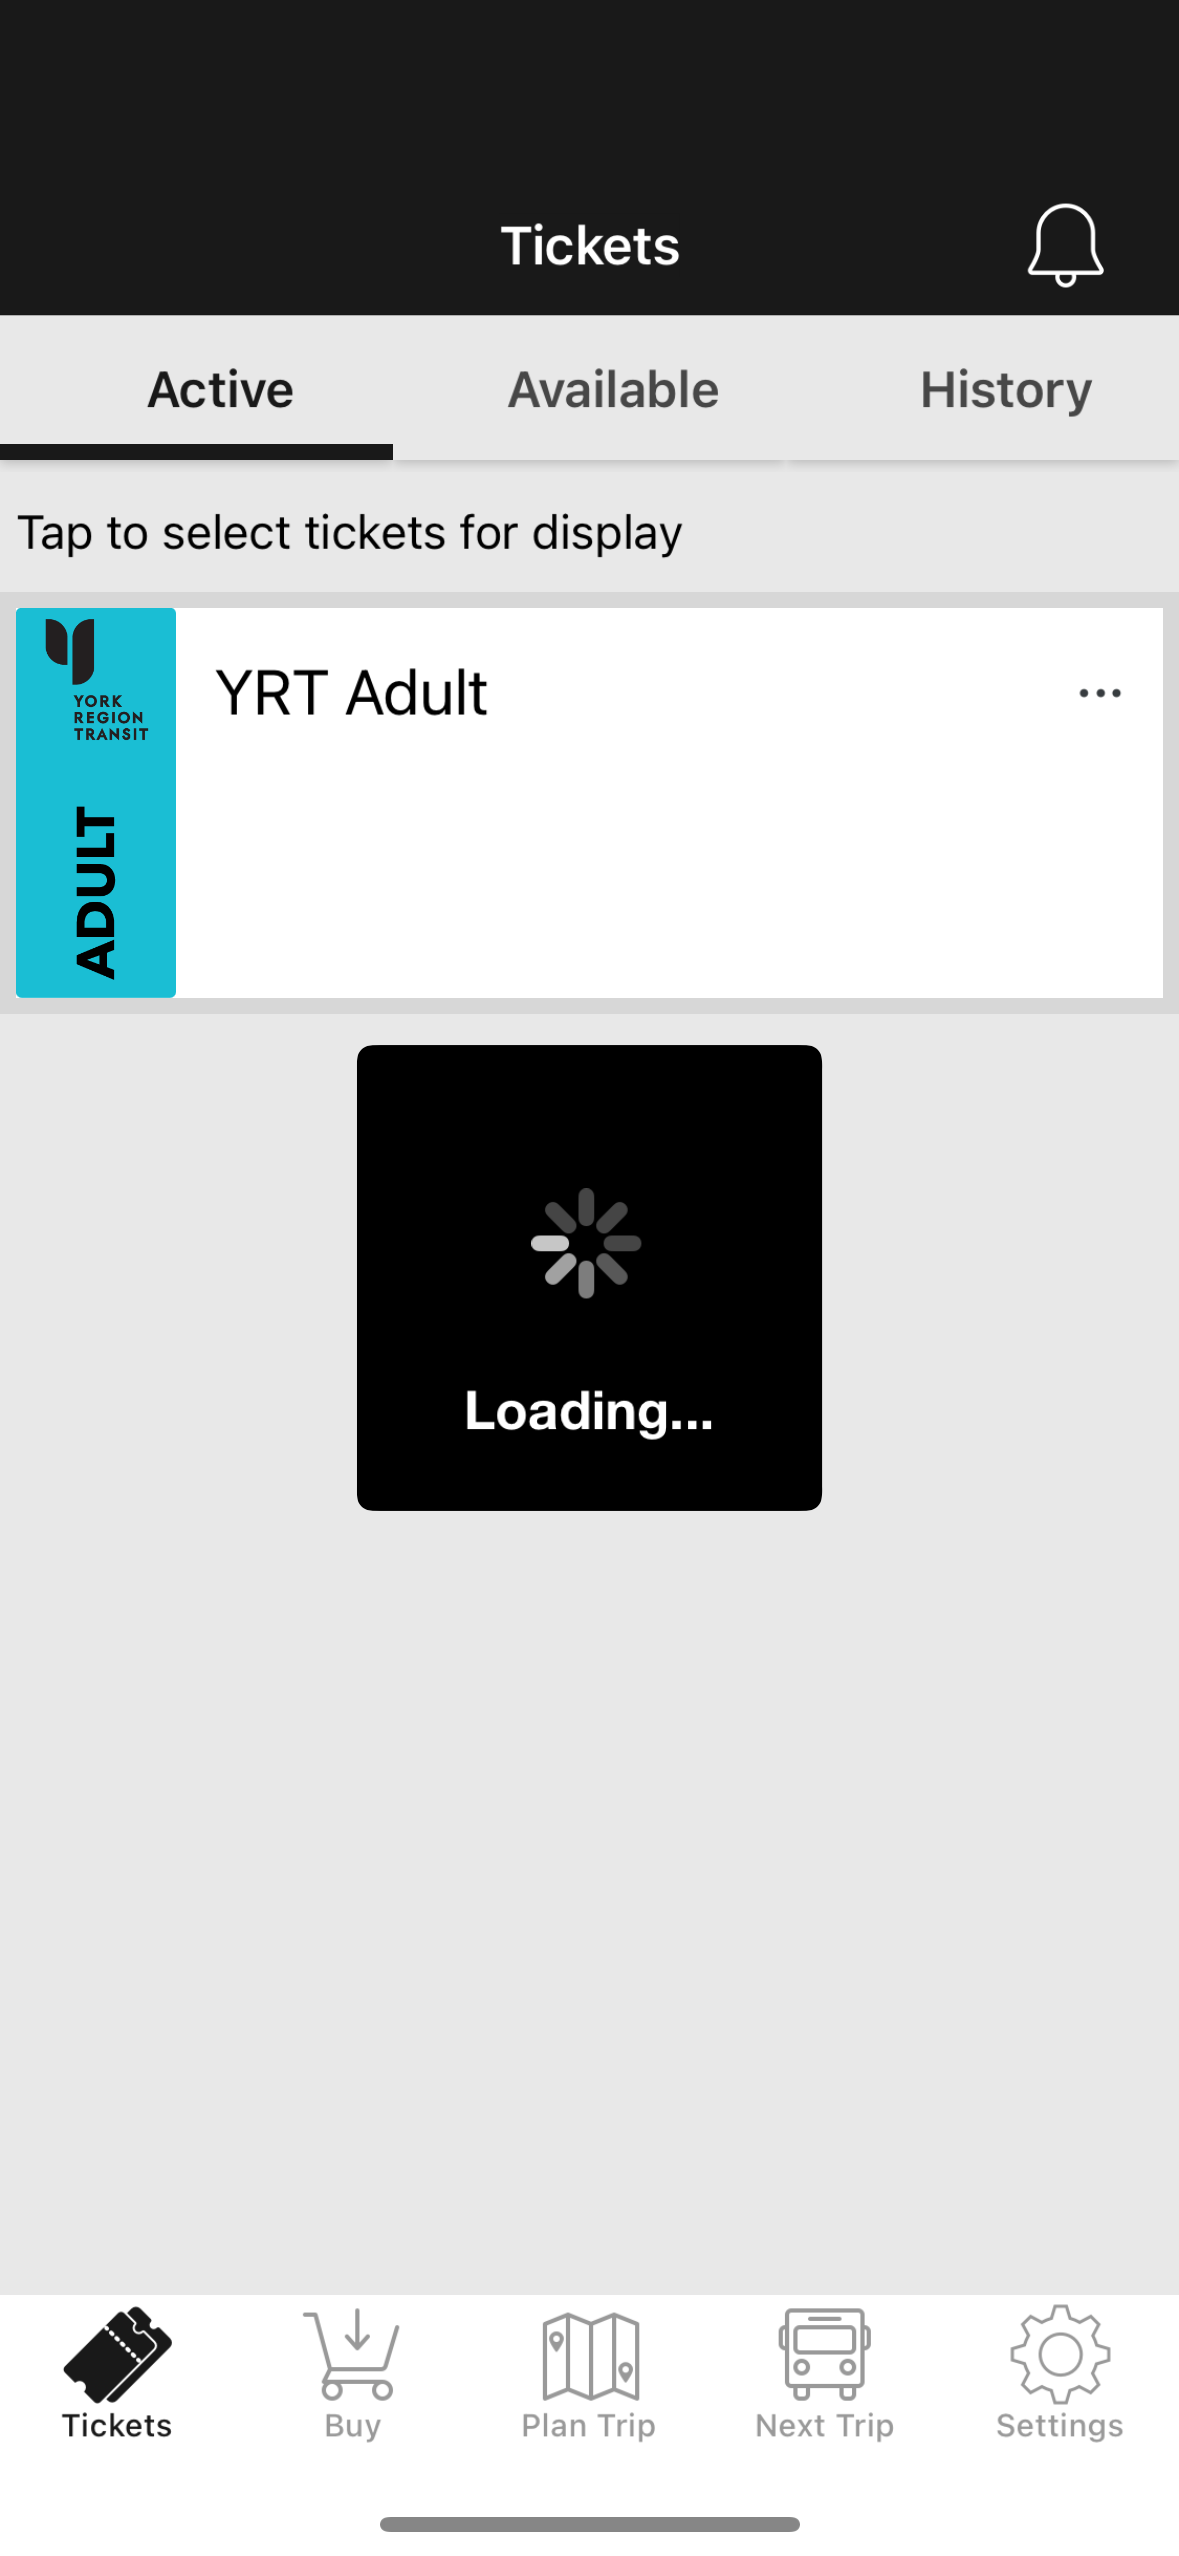 Tickets
Active Available History
Tap to select tickets for display
YORK
REGION
TRANSIT
ADULT
YRT Adult
Loading...
Tickets Buy Plan Trip Next Trip Settings